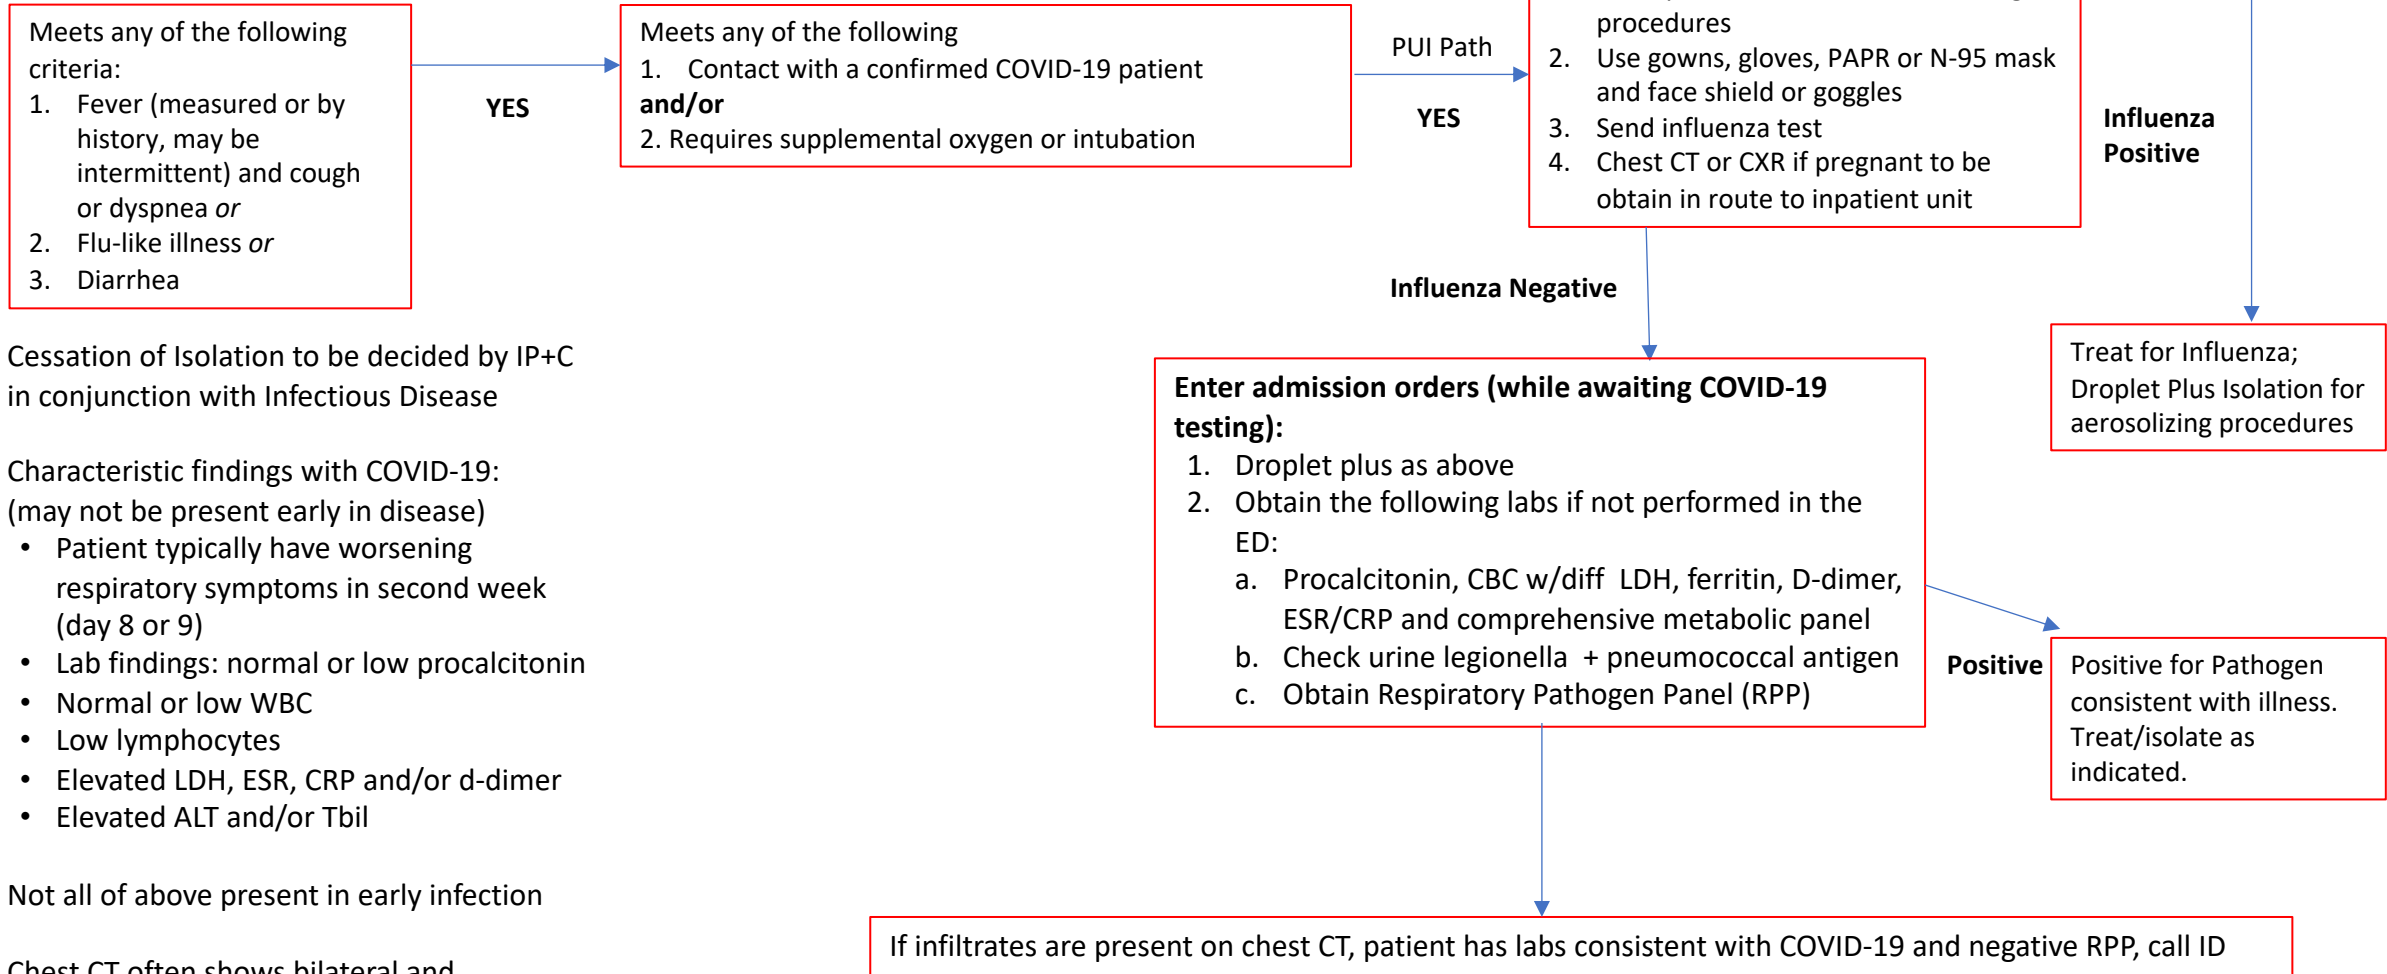 Meets any of the following
criteria:
1. Fever (measured or by
history, may be
intermittent) and cough
or dyspnea or
2. Flu-like illness or
3. Diarrhea
YES
Meets any of the following
1. Contact with a confirmed COVID-19 patient
and/or
2. Requires supplemental oxygen or intubation
PUI Path
YES
procedures
2. Use gowns, gloves, PAPR or N-95 mask
and face shield or goggles
3. Send influenza test
4. Chest CT or CXR if pregnant to be
obtain in route to inpatient unit
Influenza
Positive
Influenza Negative
Treat for Influenza;
Droplet Plus Isolation for
aerosolizing procedures
Cessation of Isolation to be decided by IP+C
in conjunction with Infectious Disease
Characteristic findings with COVID-19:
(may not be present early in disease)
• Patient typically have worsening
respiratory symptoms in second week
(day 8 or 9)
• Lab findings: normal or low procalcitonin
• Normal or low WBC
• Low lymphocytes
• Elevated LDH, ESR, CRP and/or d-dimer
• Elevated ALT and/or Tbil
Not all of above present in early infection
Chest CT often shows bilateral and
Enter admission orders (while awaiting COVID-19
testing):
1. Droplet plus as above
2. Obtain the following labs if not performed in the
ED:
a. Procalcitonin, CBC w/diff LDH, ferritin, D-dimer,
ESR/CRP and comprehensive metabolic panel
b. Check urine legionella + pneumococcal antigen
c. Obtain Respiratory Pathogen Panel (RPP)
Positive
Positive for Pathogen
consistent with illness.
Treat/isolate as
indicated.
If infiltrates are present on chest CT, patient has labs consistent with COVID-19 and negative RPP, call ID